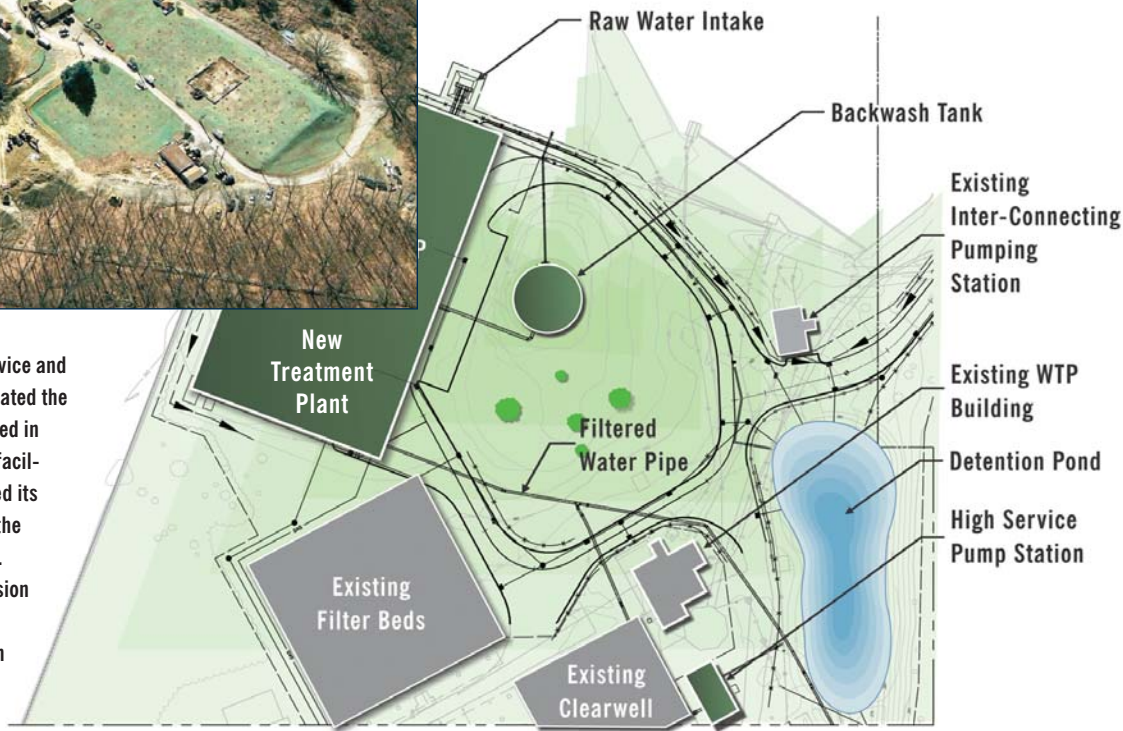 Raw Water Intake
Backwash Tank
Existing
Inter-Connecting
Pumping
Station
P
New
Treatment
Plant
Existing WTP
Building
Filtered
Water Pipe
Detention Pond
High Service
Pump Station
Existing
Filter Beds
Existing
Clearwell
vice and
ated the
ed in
facil-
ed its
the
.
sion
n